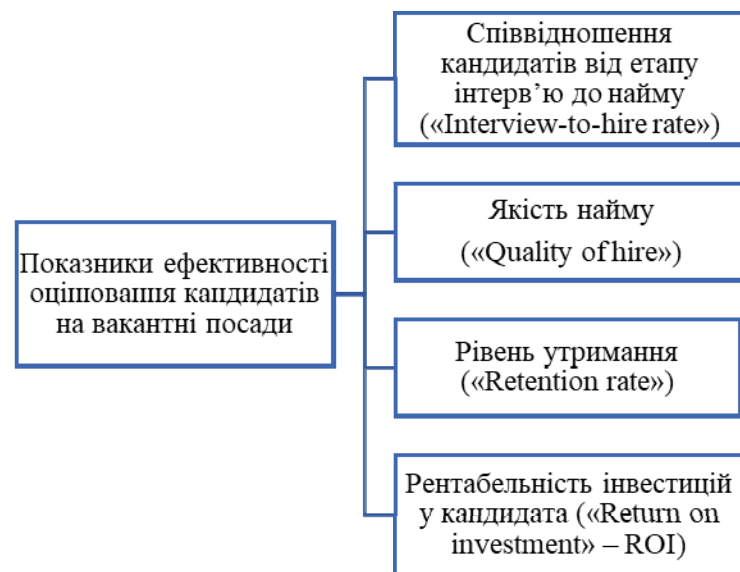 Співвідношення
кандидатів від етапу
інтерв’ю до найму
(«Interview-to-hire rate»)
Якість найму
(«Quality of hire»)
Показники ефективності
оцінювання кандидатів
на вакантні посади
Рівень утримання
(«Retention rate»)
Рентабельність інвестицій
у кандидата («Return on
investment» – ROI)